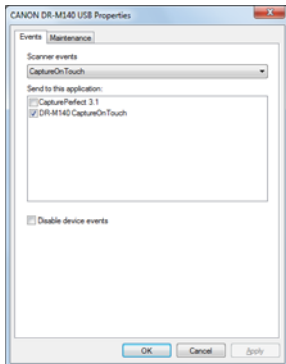 CANON DR-M140 USB Properties
Events Maintenance
Scanner events
CaptureOnTouch
Send to this application:
CapturePerfect 3.1
DR-M140 CaptureOnTouch
Disable device events
OK Cancel Apply